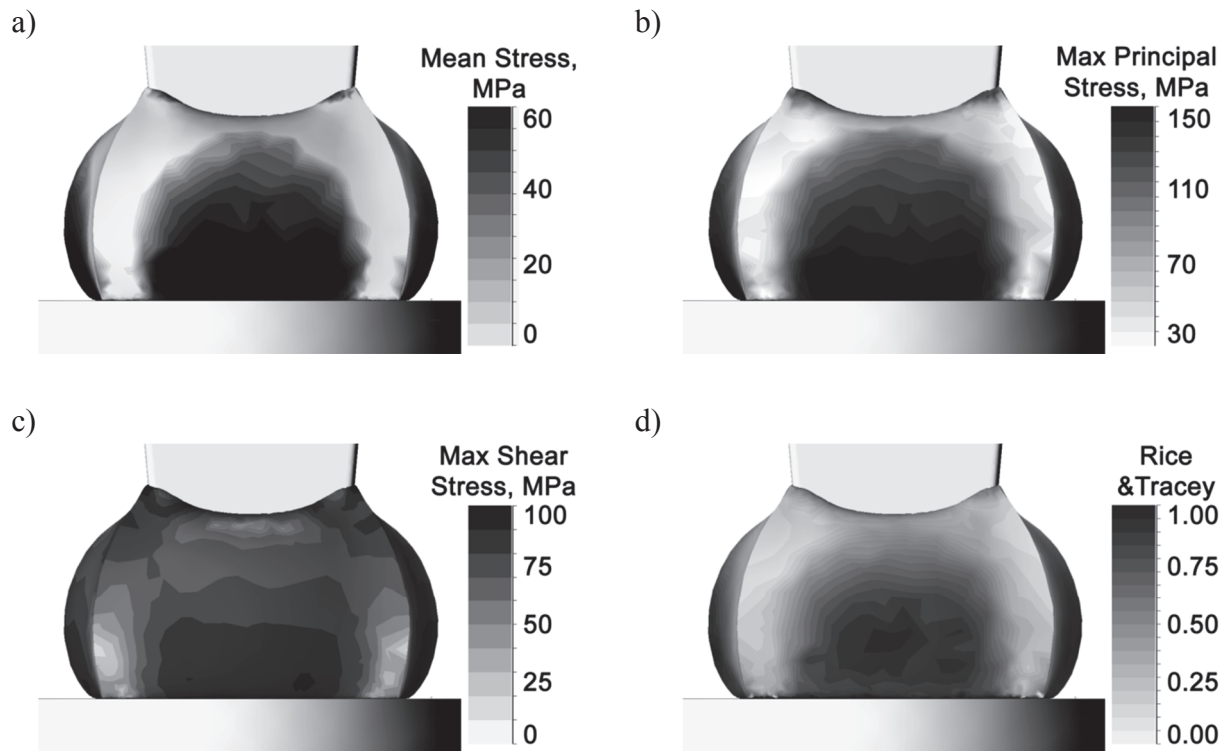 a)
Mean Stress,
MPa
60
40
20
0
b)
Max Principal
Stress, MPa
150
110
70
30
c)
Max Shear
Stress, MPa
100
75
50
25
0
d)
Rice
&Tracey
1.00
0.75
0.50
0.25
0.00